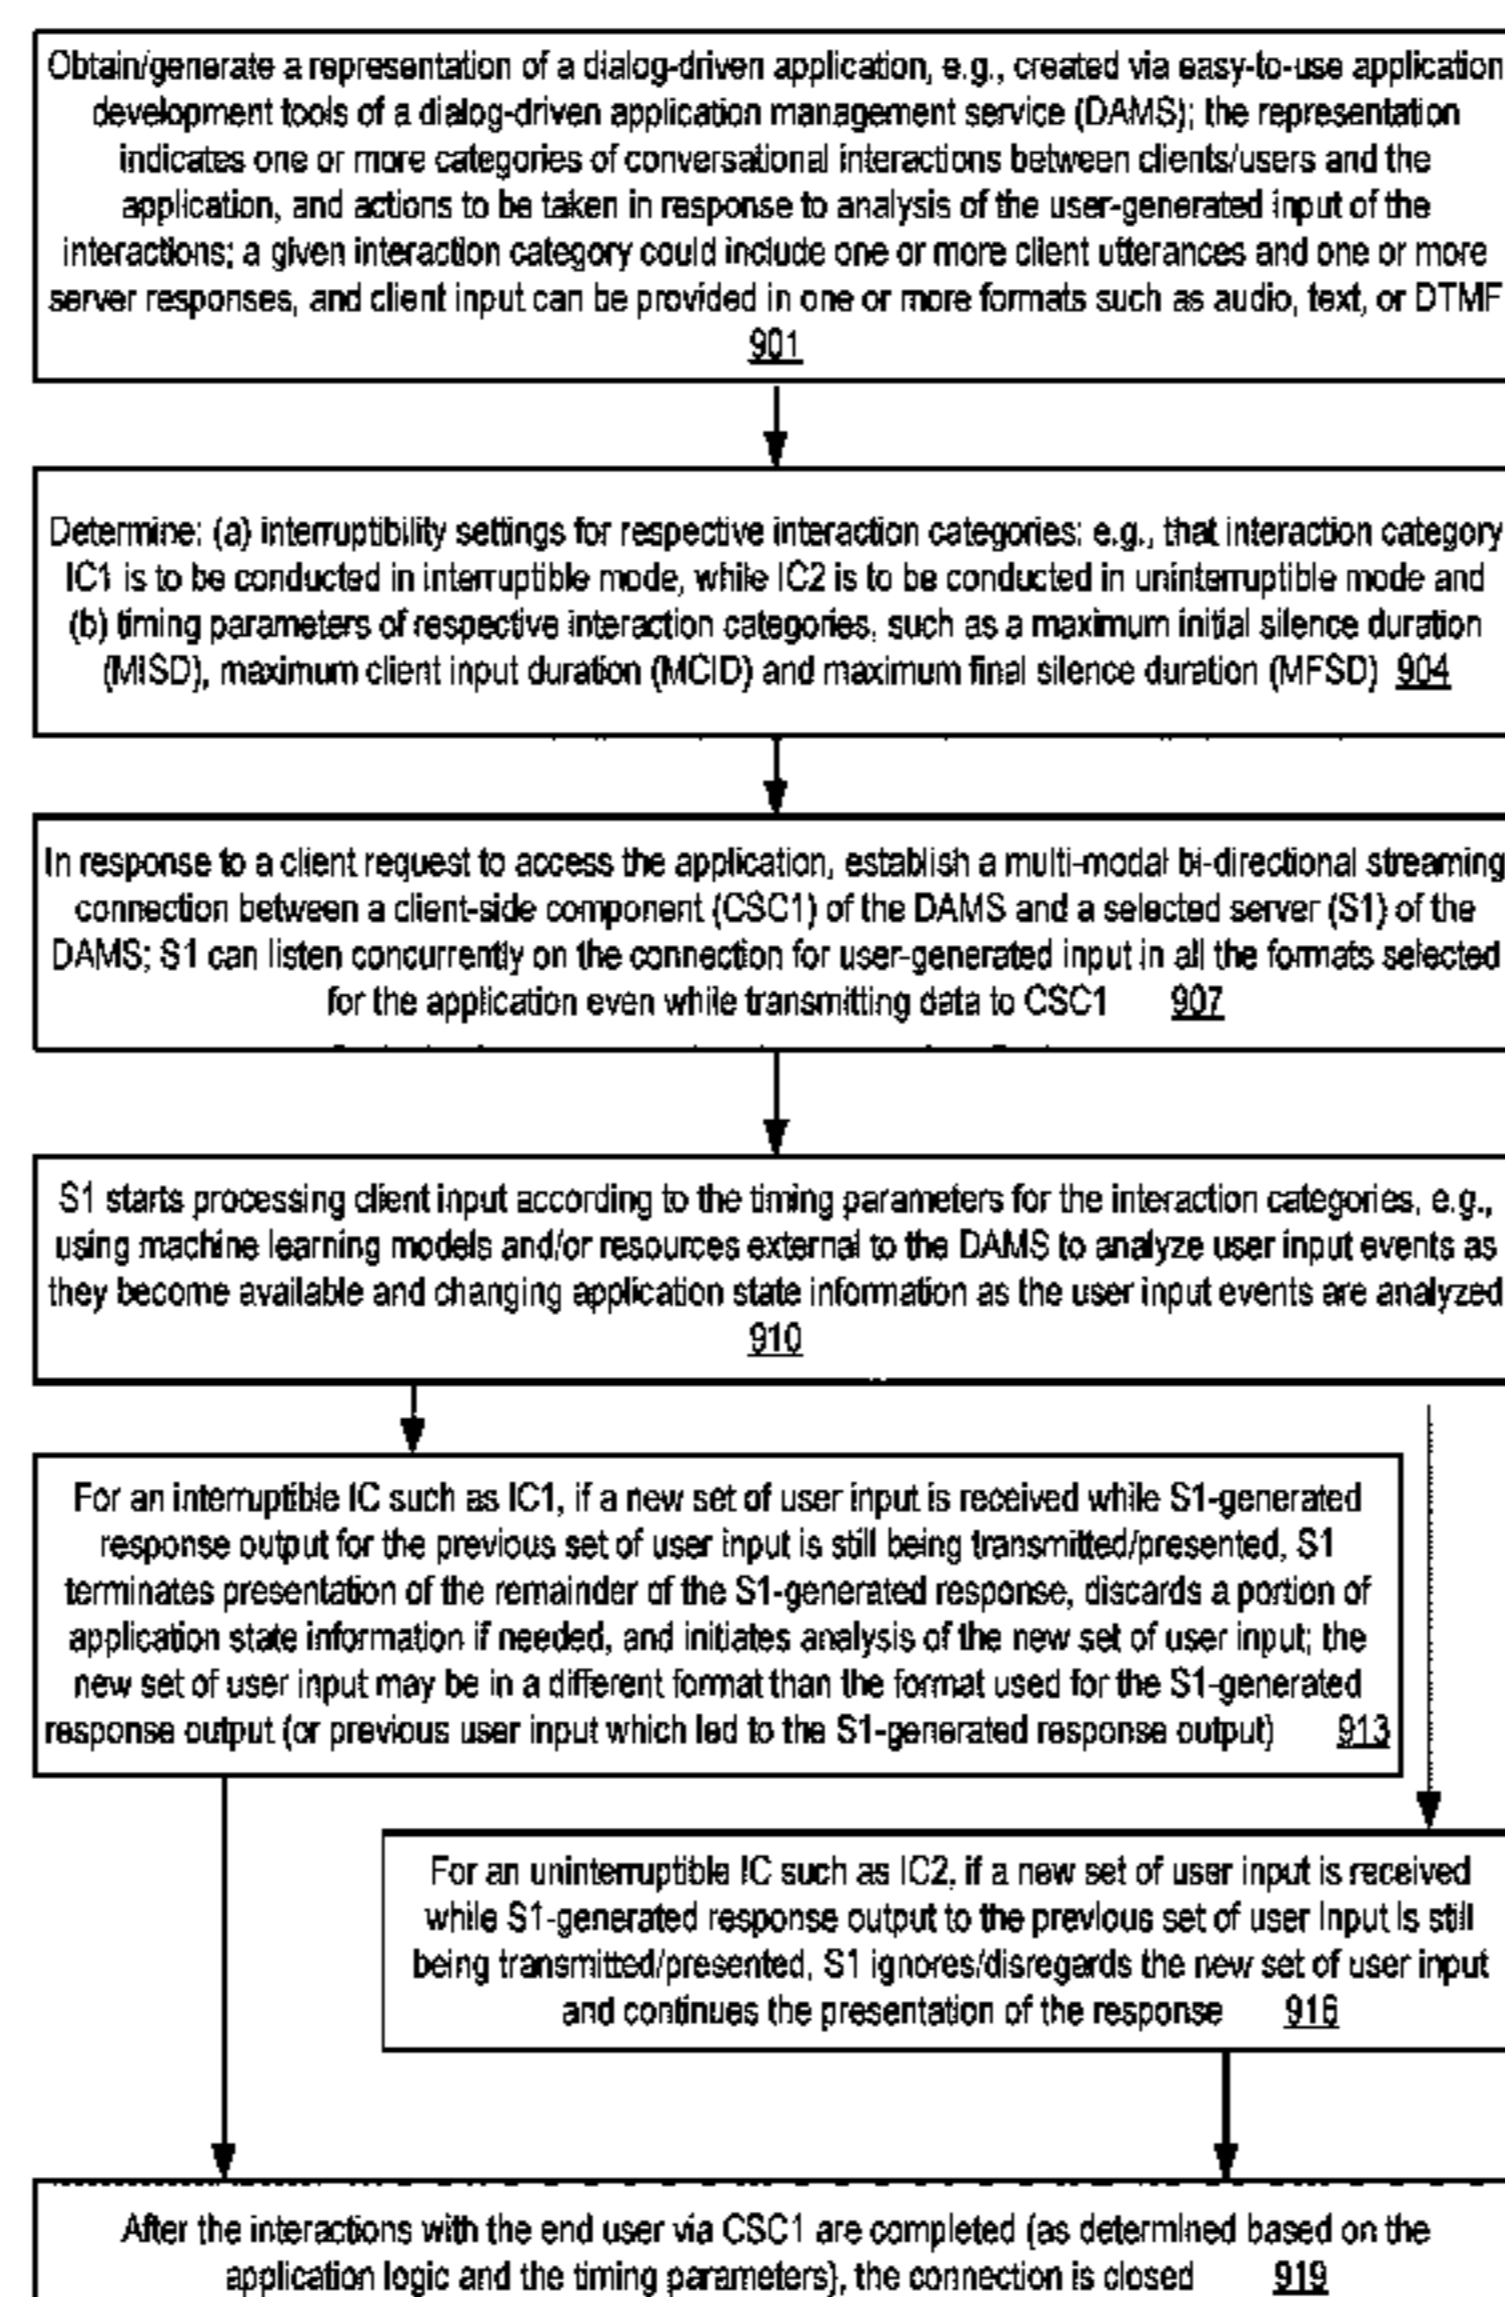 Obtain/generate a representation of a dialog-driven application, e.g., created via easy-to-use application
development tools of a dialog-driven application management service (DAMS); the representation
indicates one or more categories of conversational interactions between clients/users and the
application, and actions to be taken in response to analysis of the user-generated input of the
interactions; a given interaction category could include one or more client utterances and one or more
server responses, and client input can be provided in one or more formats such as audio, text, or DTMF
901
Determine: (a) interruptibility settings for respective interaction categories: e.g., that interaction category
IC1 is to be conducted in interruptible mode, while IC2 is to be conducted in uninterruptible mode and
(b) timing parameters of respective interaction categories, such as a maximum initial silence duration
(MISD), maximum client input duration (MCID) and maximum final silence duration (MFSD) 904
In response to a client request to access the application, establish a multi-modal bi-directional streaming
connection between a client-side component (CSC1) of the DAMS and a selected server (S1) of the
DAMS; S1 can listen concurrently on the connection for user-generated input in all the formats selected
for the application even while transmitting data to CSC1 907
S1 starts processing client input according to the timing parameters for the interaction categories, e.g.,
using machine learning models and/or resources external to the DAMS to analyze user input events as
they become available and changing application state information as the user input events are analyzed
910
For an interruptible IC such as IC1, if a new set of user input is received while S1-generated
response output for the previous set of user input is still being transmitted/presented, S1
terminates presentation of the remainder of the S1-generated response, discards a portion of
application state information if needed, and initiates analysis of the new set of user input; the
new set of user input may be in a different format than the format used for the S1-generated
response output (or previous user input which led to the S1-generated response output) 913
For an uninterruptible IC such as IC2, if a new set of user input is received
while S1-generated response output to the previous set of user input is still
being transmitted/presented, S1 ignores/disregards the new set of user input
and continues the presentation of the response 916
After the interactions with the end user via CSC1 are completed (as determined based on the
application logic and the timing parameters), the connection is closed 919